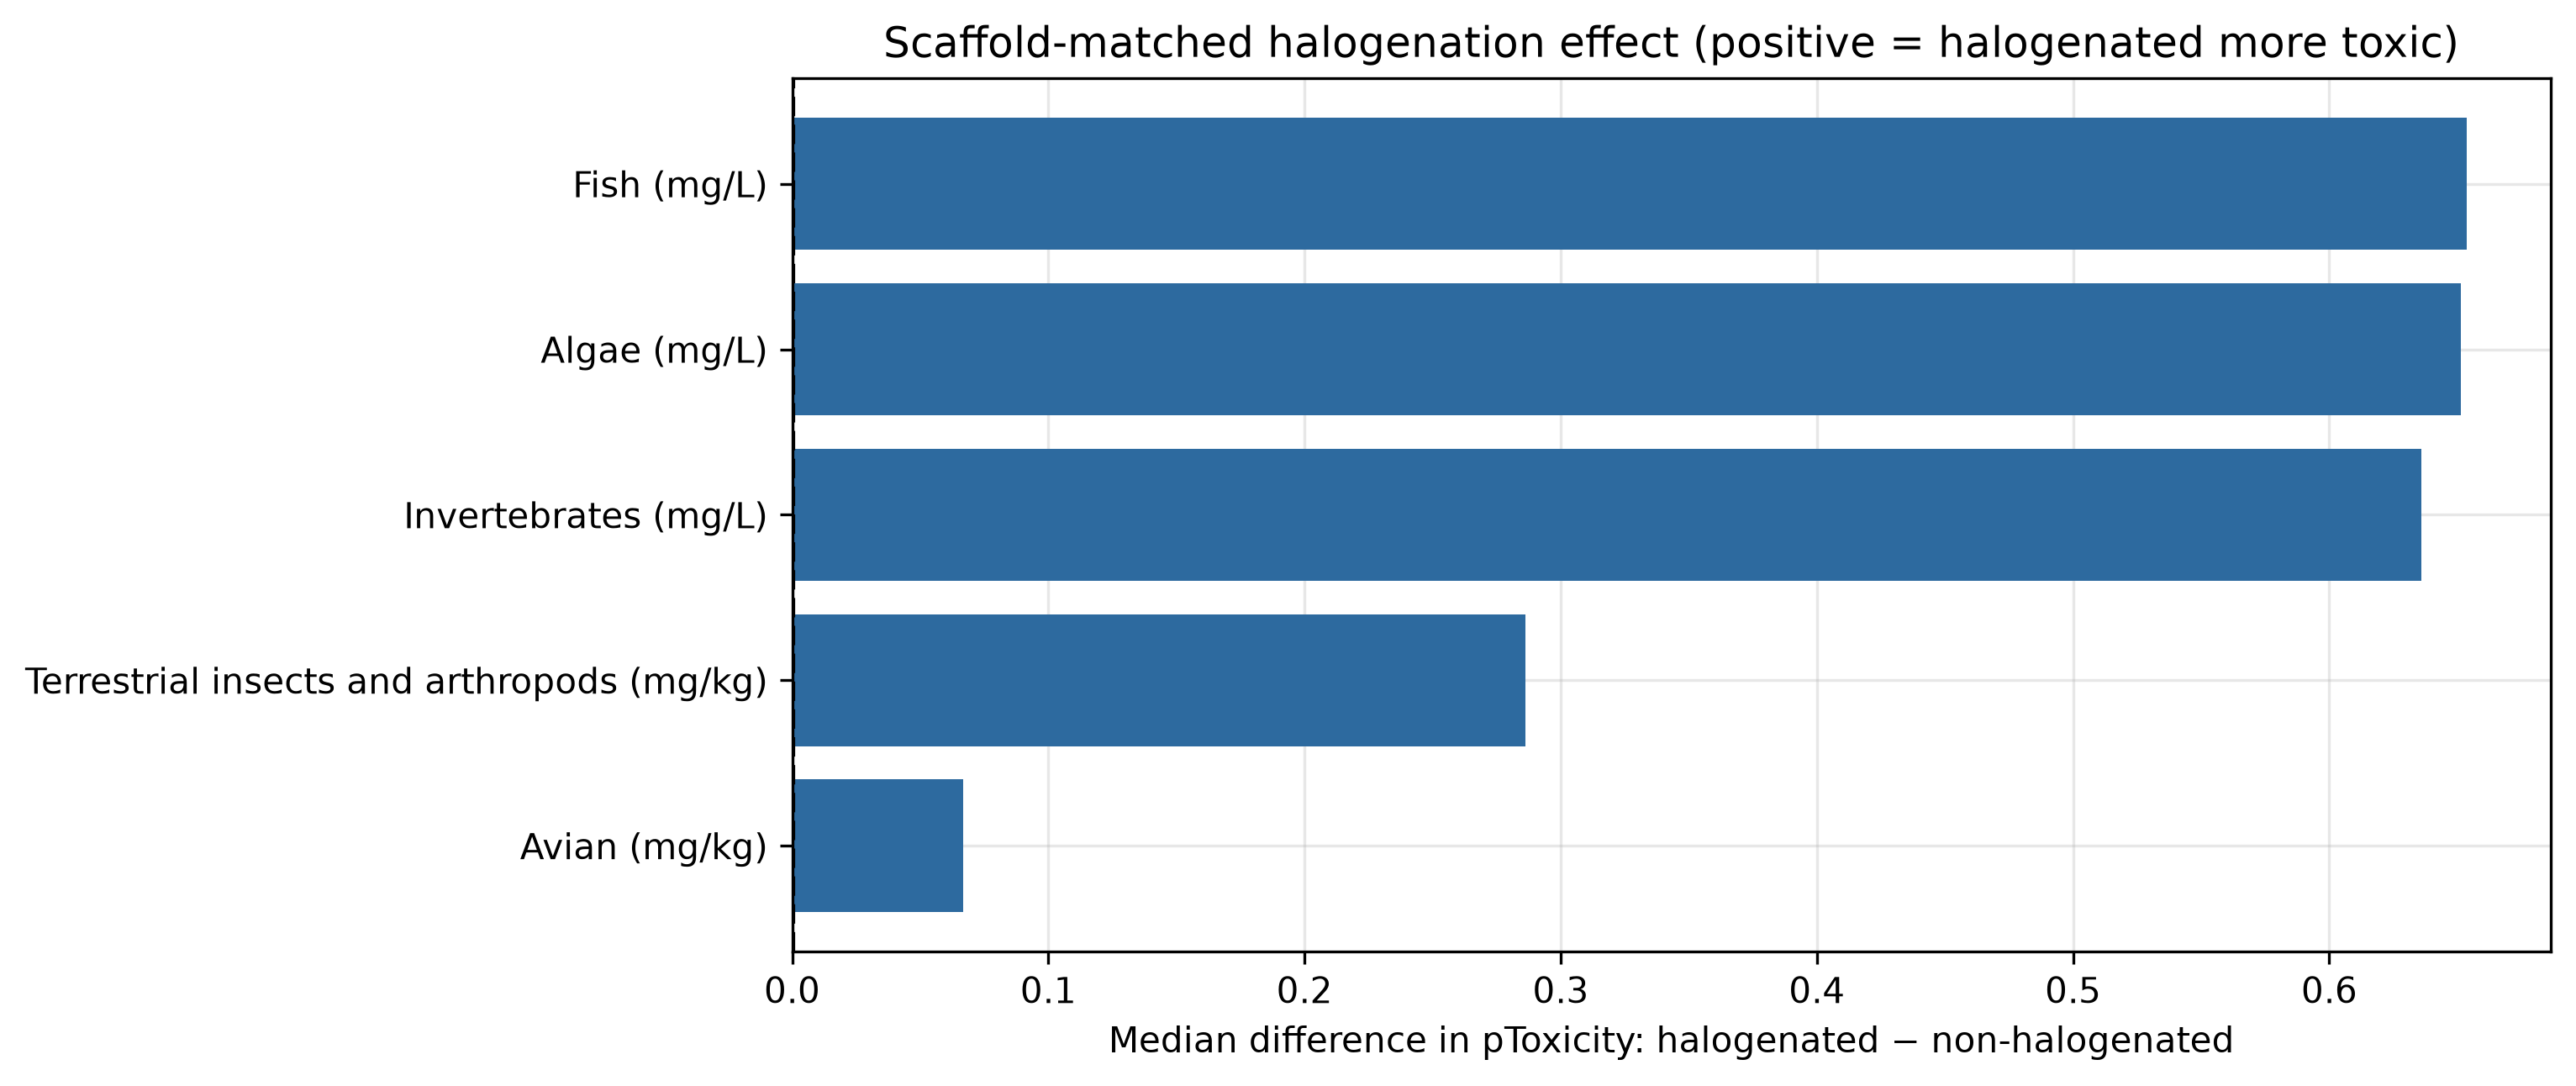 Scaffold-matched halogenation effect (positive = halogenated more toxic)
Fish (mg/L)
Algae (mg/L)
Invertebrates (mg/L)
Terrestrial insects and arthropods (mg/kg)
Avian (mg/kg)
0.0 0.1 0.2 0.3 0.4 0.5 0.6
Median difference in pToxicity: halogenated − non-halogenated